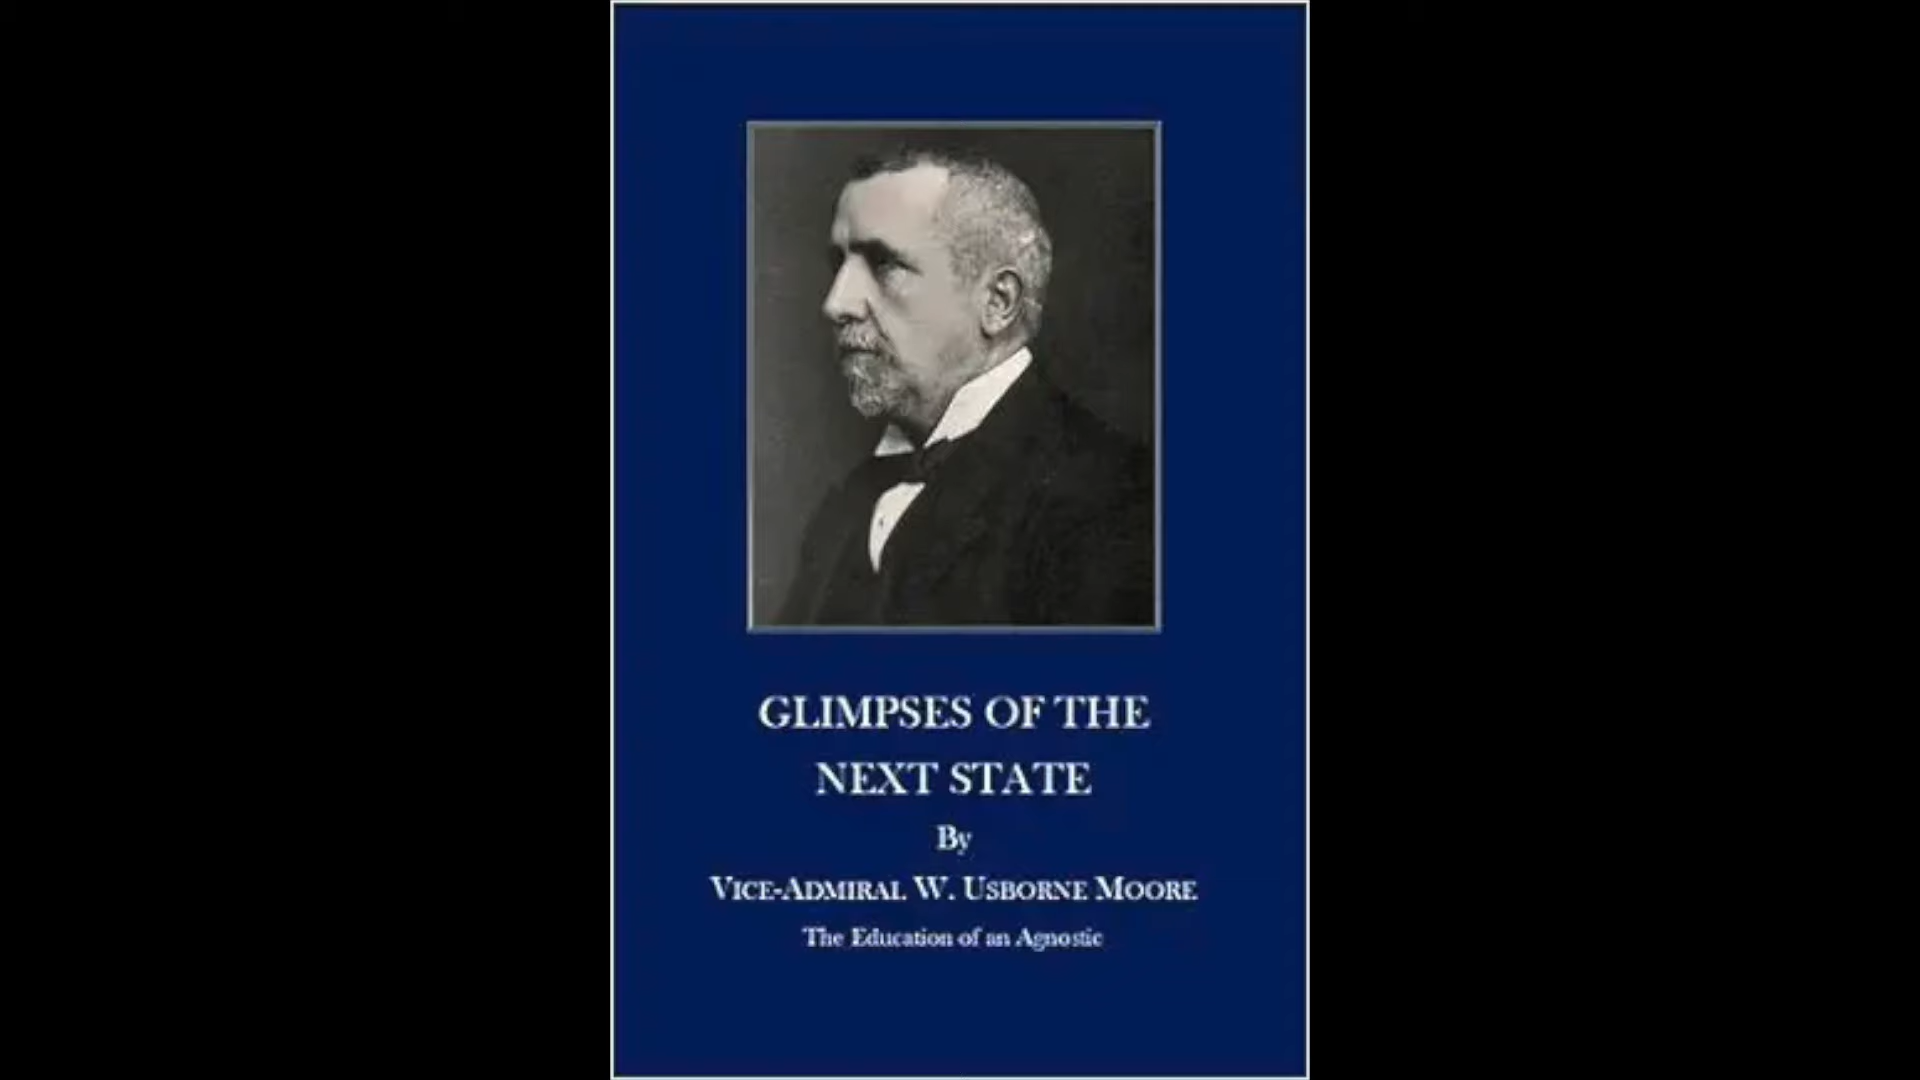 GLIMPSES OF THE
NEXT STATE
By
VICE-ADMIRAL W. USBORNE MOORE
The Education of an Agnostic